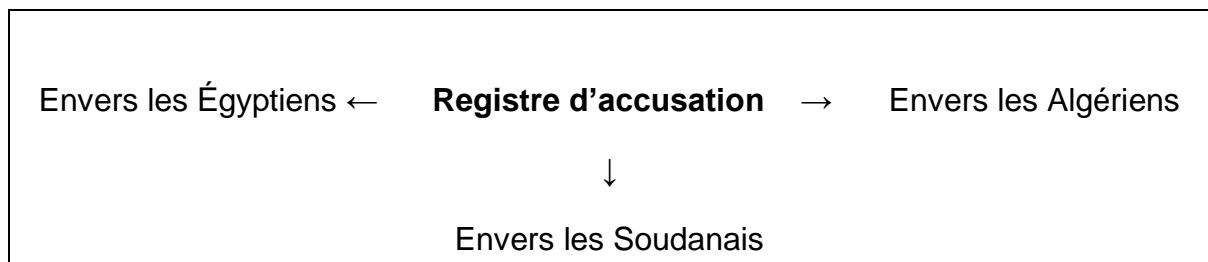 Envers les Égyptiens ← Registre d’accusation → Envers les Algériens
↓
Envers les Soudanais